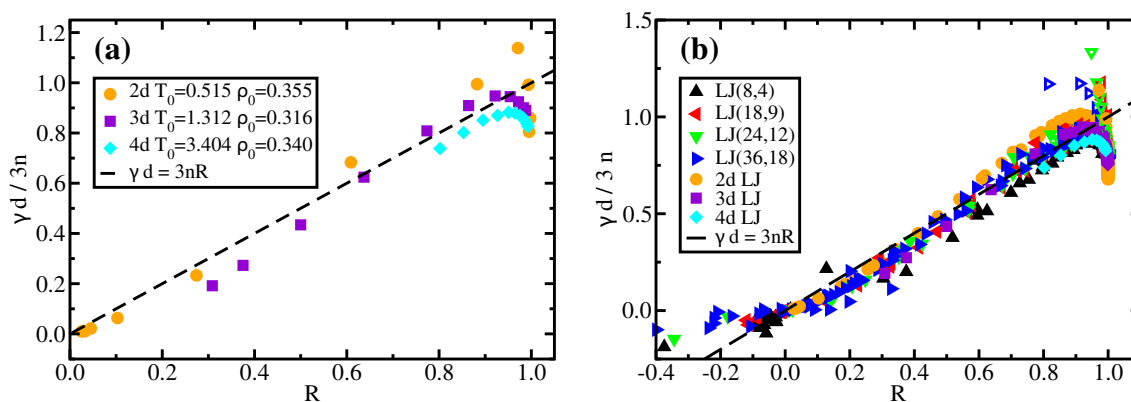 (a)
γ d / 3n
1.2
1.0
0.8
0.6
0.4
0.2
0.0
2d T0=0.515 ρ0=0.355
3d T0=1.312 ρ0=0.316
4d T0=3.404 ρ0=0.340
γ d = 3nR
0.0 0.2 0.4 0.6 0.8 1.0
R
(b)
γ d / 3 n
1.0
0.5
0.0
LJ(8,4)
LJ(18,9)
LJ(24,12)
LJ(36,18)
2d LJ
3d LJ
4d LJ
γ d = 3nR
-0.4 -0.2 0.0 0.2 0.4 0.6 0.8 1.0
R